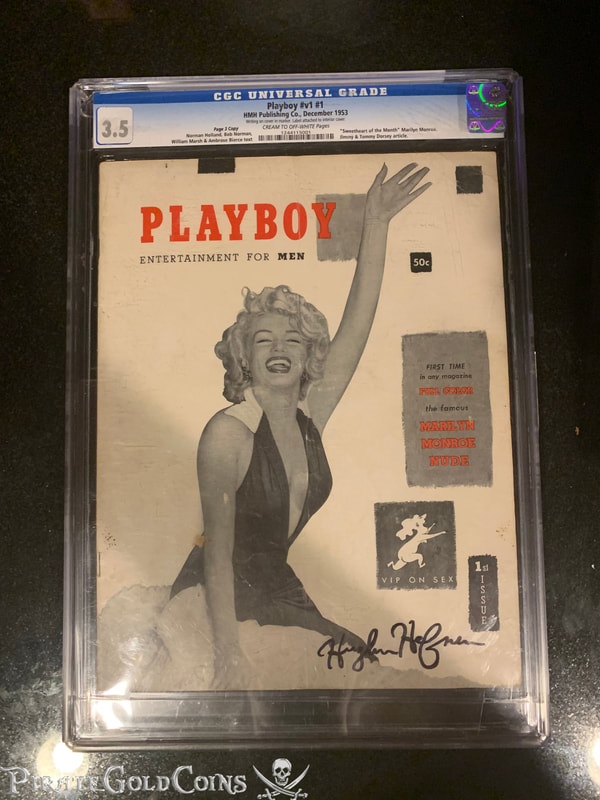 CGC UNIVERSAL GRADE
3.5
Playboy #v1 #1
HMH Publishing Co., December 1953
Writing on cover in marker. Label attached to interior cover.
Page 3 Copy
CREAM TO OFF-WHITE Pages
Norman Holland, Bob Norman,
William Marsh & Ambrose Bierce text
"Sweetheart of the Month" Marilyn Monroe.
Jimmy & Tommy Dorsey article.
PLAYBOY
ENTERTAINMENT FOR MEN
50c
FIRST TIME
in any magazine
FULL COLOR
the famous
MARILYN
MONROE
NUDE
VIP ON SEX
1st
ISSUE
Hugh M Hefner
PIRATEGOLDCOINS